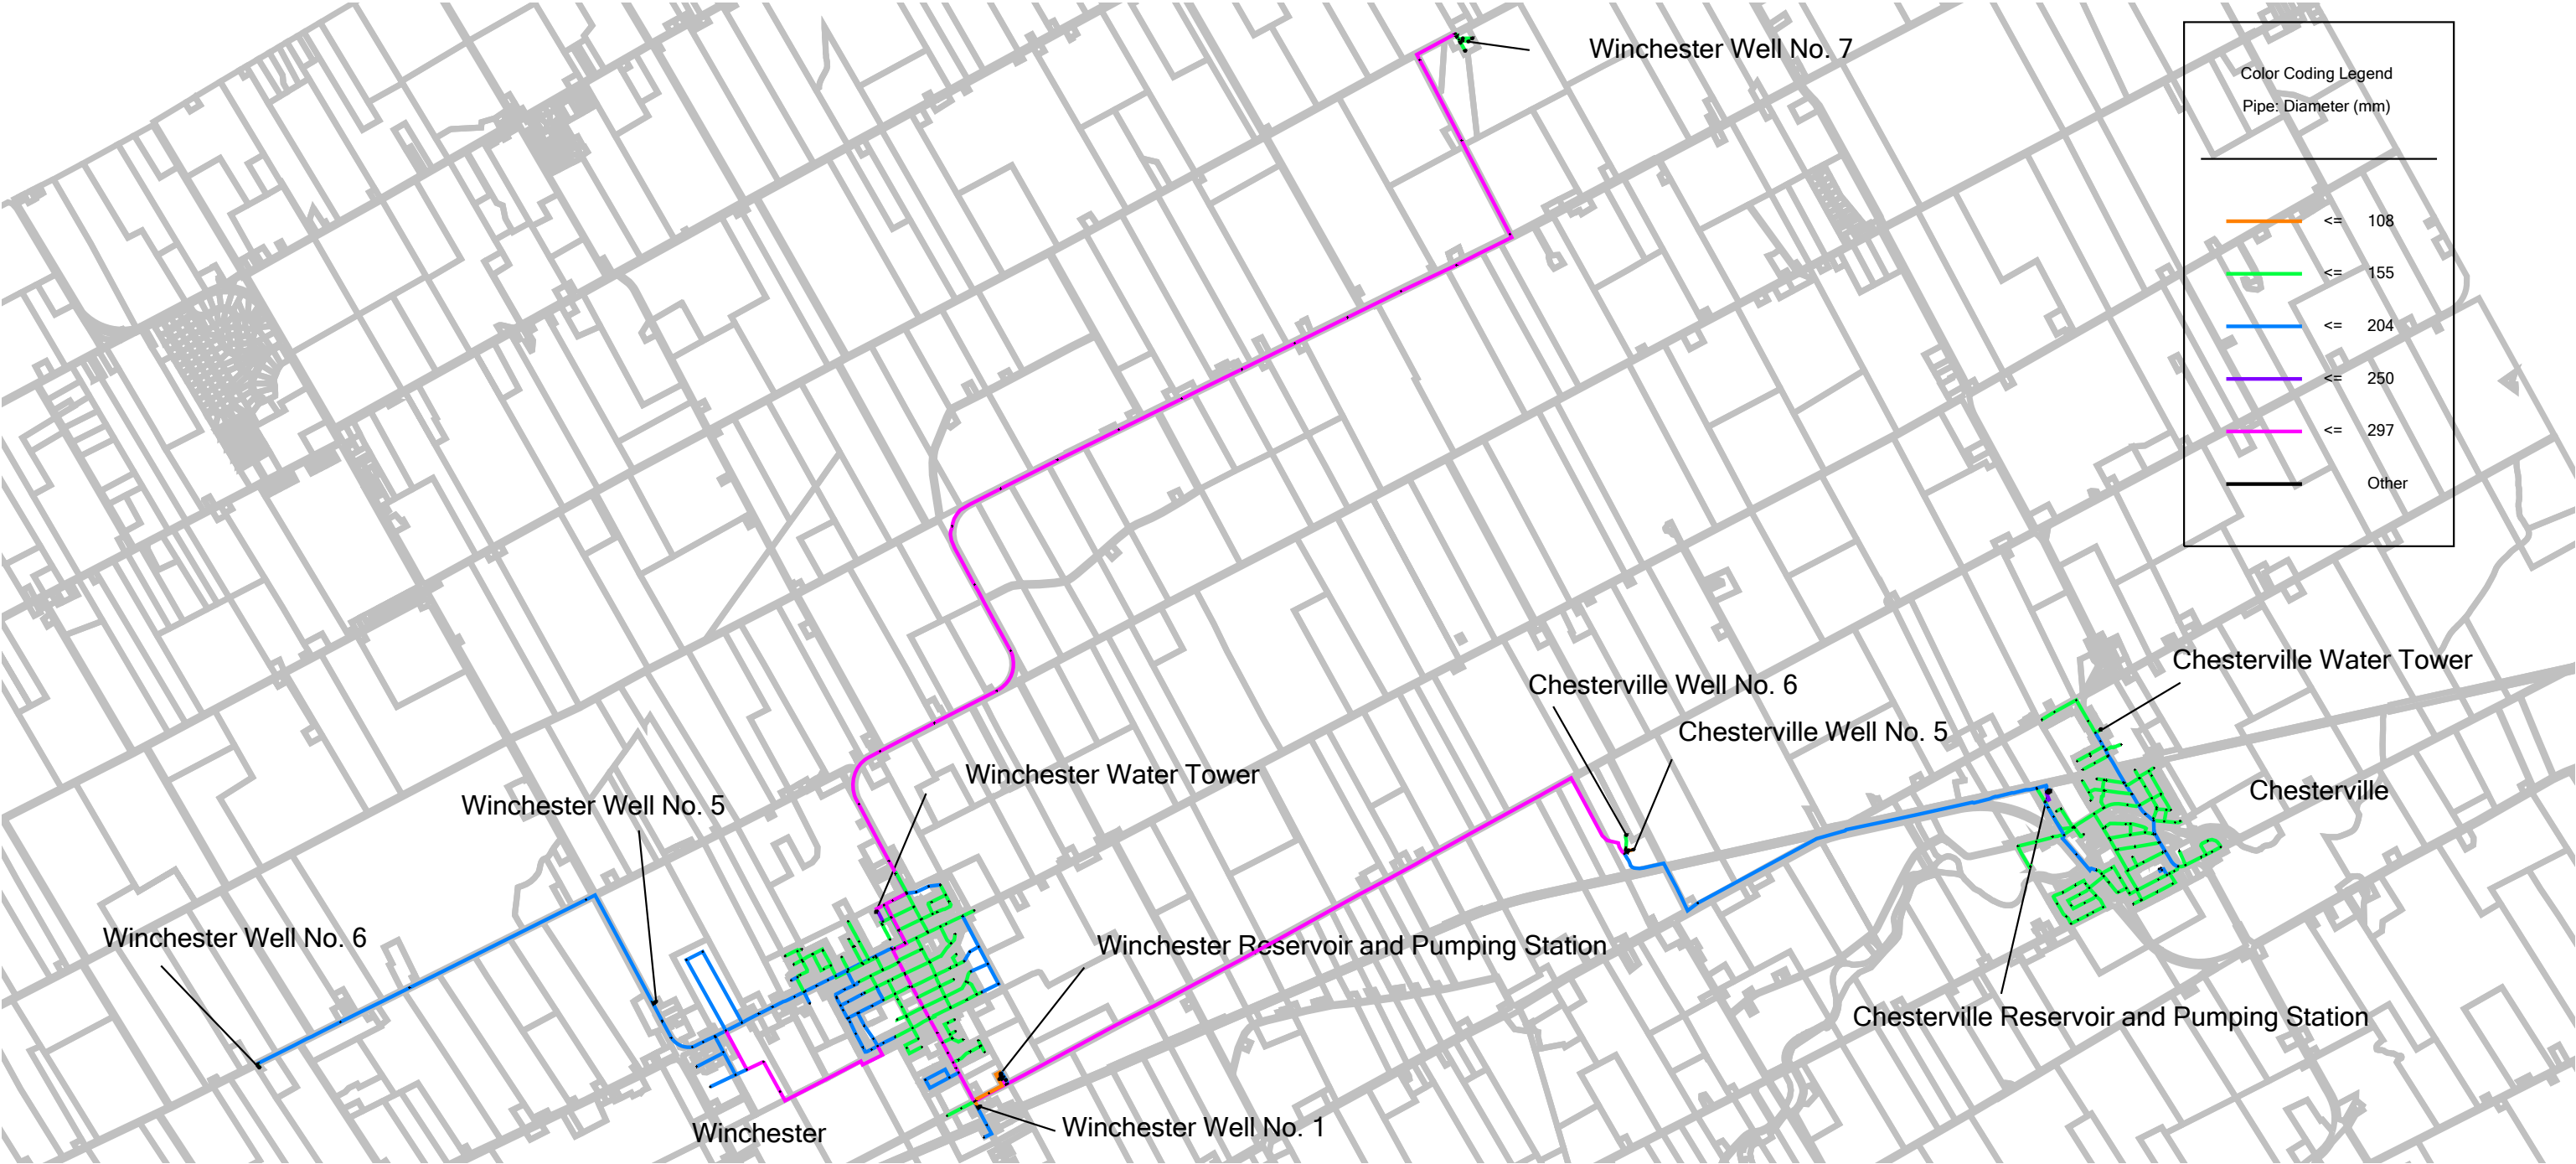 Winchester Well No. 7
Color Coding Legend
Pipe: Diameter (mm)
<= 108
<= 155
<= 204
<= 250
<= 297
Other
Chesterville Water Tower
Chesterville Well No. 6
Chesterville Well No. 5
Winchester Water Tower
Chesterville
Winchester Well No. 5
Winchester Well No. 6
Winchester Reservoir and Pumping Station
Chesterville Reservoir and Pumping Station
Winchester Well No. 1
Winchester